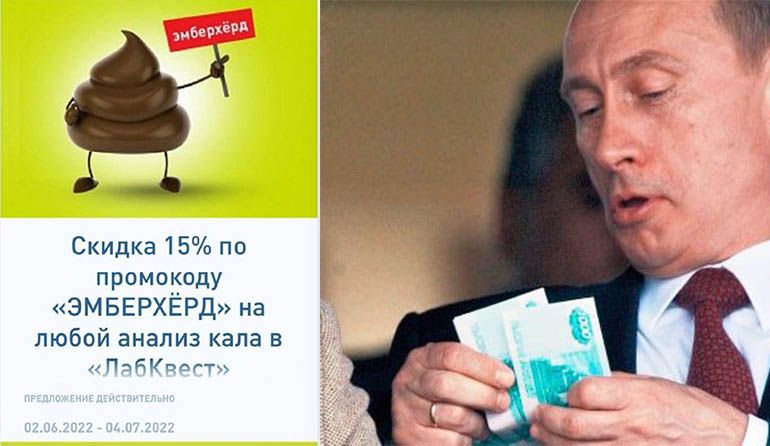 эмберхёрд
Скидка 15% по
промокоду
«ЭМБЕРХЁРД» на
любой анализ кала в
«ЛабКвест»
ПРЕДЛОЖЕНИЕ ДЕЙСТВИТЕЛЬНО
02.06.2022 - 04.07.2022
1000